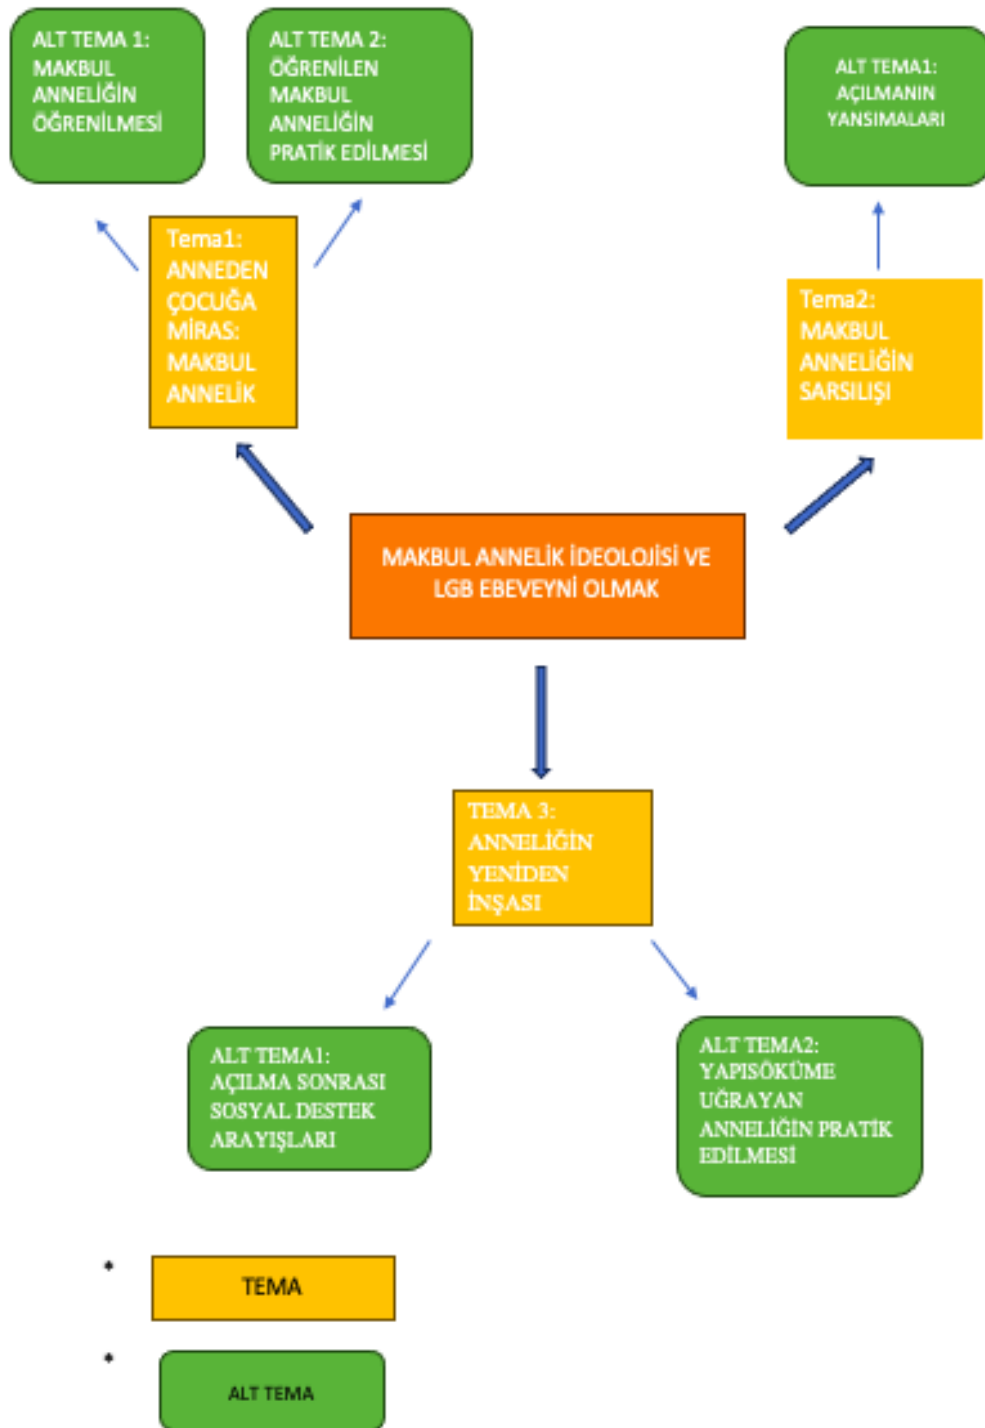 ALT TEMA 1:
MAKBUL
ANNELİĞİN
ÖĞRENİLMESİ
ALT TEMA 2:
ÖĞRENİLEN
MAKBUL
ANNELİĞİN
PRATİK EDİLMESİ
ALT TEMA1:
AÇILMANIN
YANSIMALARI
Tema1:
ANNEDEN
ÇOCUĞA
MİRAS:
MAKBUL
ANNELİK
Tema2:
MAKBUL
ANNELİĞİN
SARSILIŞI
MAKBUL ANNELİK İDEOLOJİSİ VE
LGB EBEVEYNİ OLMAK
TEMA 3:
ANNELİĞİN
YENİDEN
İNŞASI
ALT TEMA1:
AÇILMA SONRASI
SOSYAL DESTEK
ARAYIŞLARI
ALT TEMA2:
YAPISÖKÜME
UĞRAYAN
ANNELİĞİN PRATİK
EDİLMESİ
* TEMA
* ALT TEMA